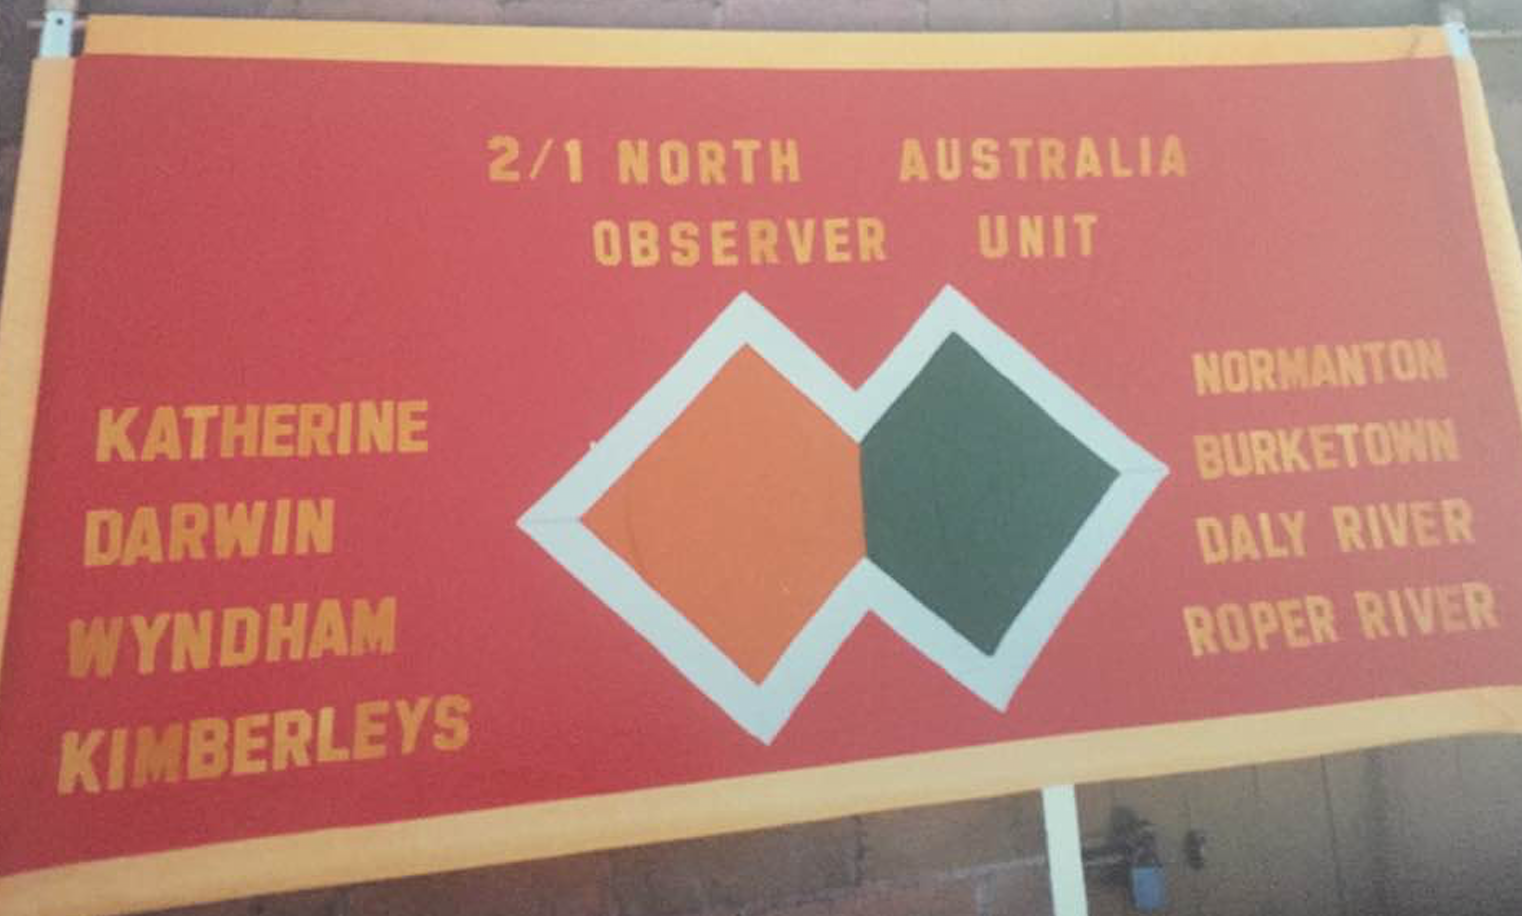 2/1 NORTH AUSTRALIA
OBSERVER UNIT
KATHERINE
DARWIN
WYNDHAM
KIMBERLEYS
NORMANTON
BURKETOWN
DALY RIVER
ROPER RIVER